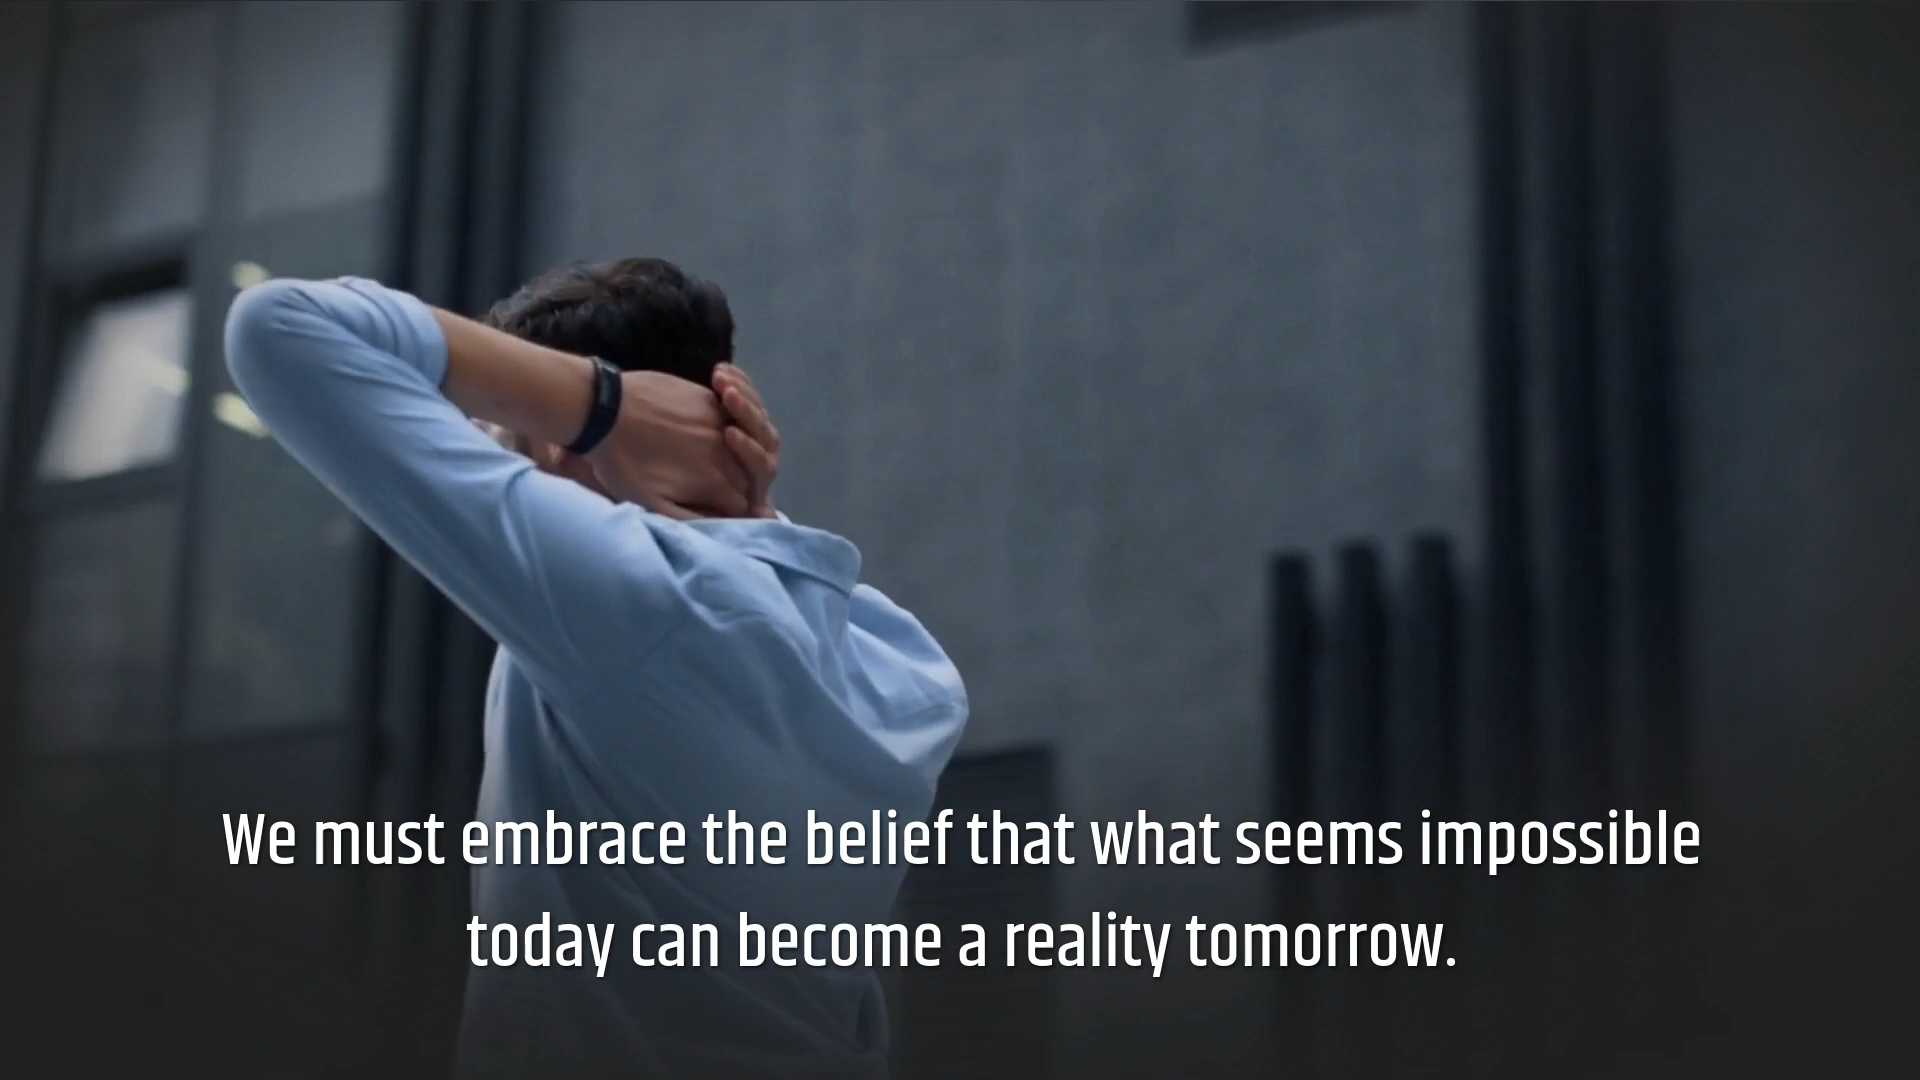 We must embrace the belief that what seems impossible
today can become a reality tomorrow.